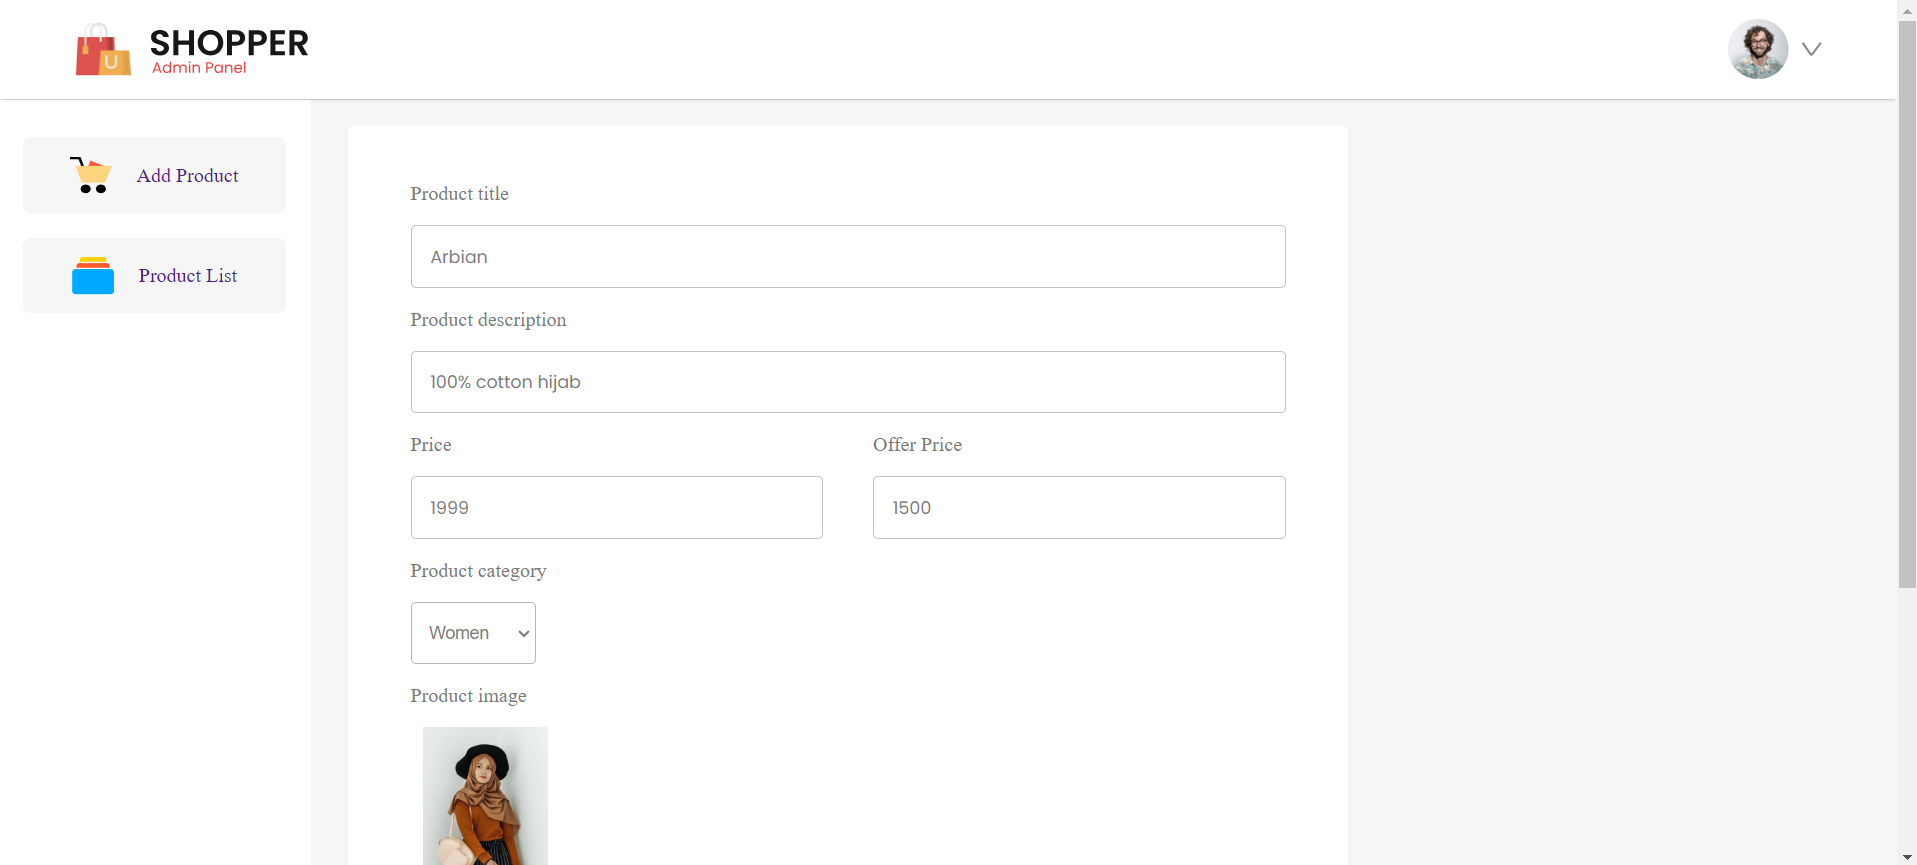 SHOPPER
Admin Panel
U
Add Product
Product List
Product title
Arbian
Product description
100% cotton hijab
Price
Offer Price
1999
1500
Product category
Women
Product image